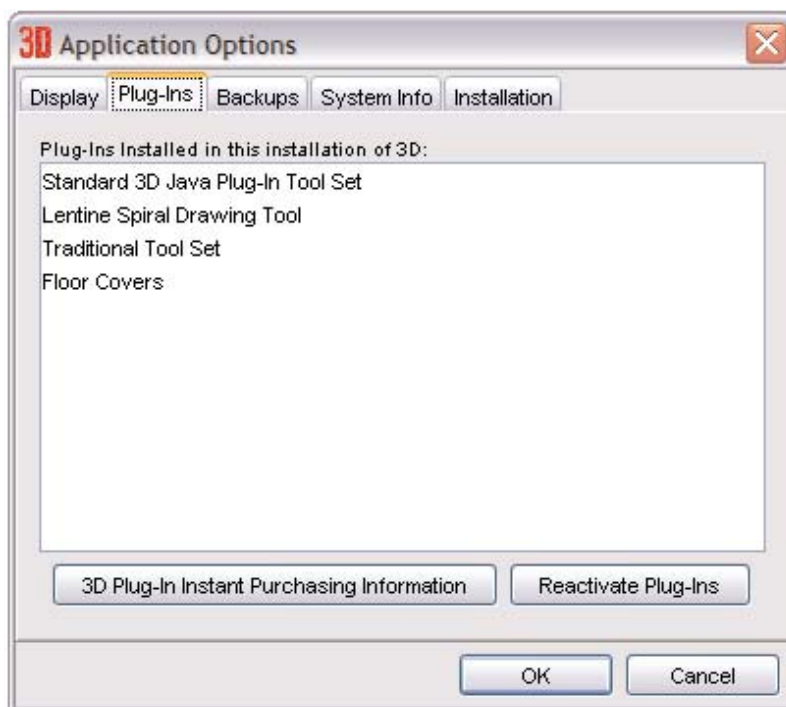 3D Application Options
Display Plug-Ins Backups System Info Installation
Plug-Ins Installed in this installation of 3D:
Standard 3D Java Plug-In Tool Set
Lentine Spiral Drawing Tool
Traditional Tool Set
Floor Covers
3D Plug-In Instant Purchasing Information Reactivate Plug-Ins
OK Cancel